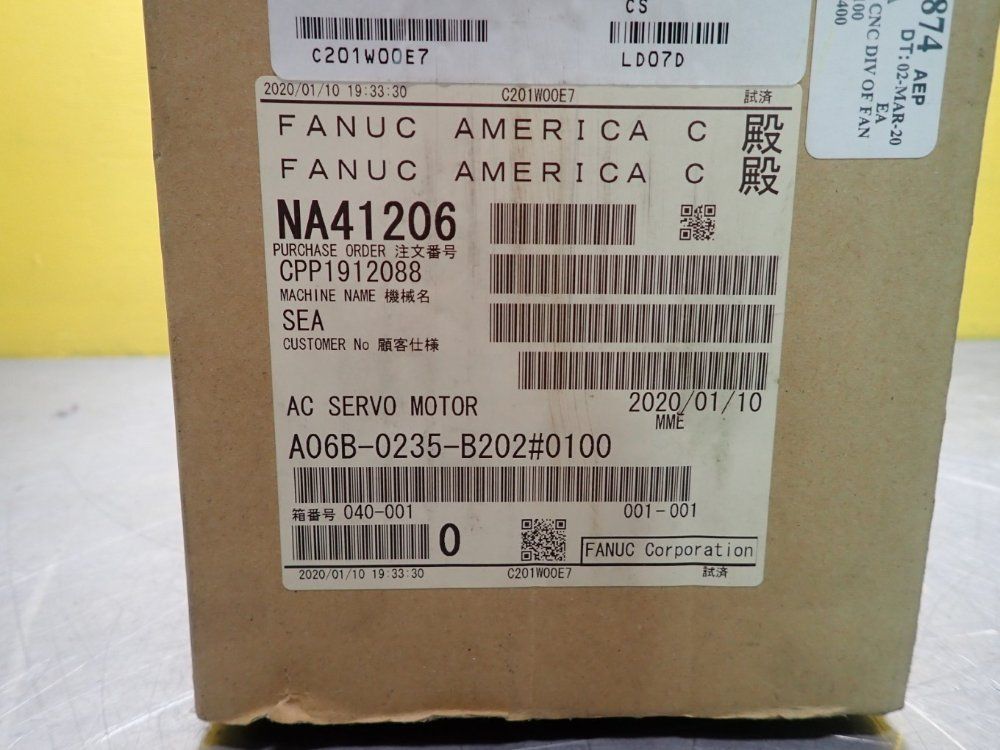 CS
C201W00E7
LD07D
2020/01/10 19:33:30
C201W00E7
試済
FANUC AMERICA C 殿
FANUC AMERICA C 殿
NA41206
PURCHASE ORDER 注文番号
CPP1912088
MACHINE NAME 機械名
SEA
CUSTOMER No 顧客仕様
AC SERVO MOTOR
2020/01/10
MME
A06B-0235-B202#0100
箱番号 040-001
001-001
0
FANUC Corporation
2020/01/10 19:33:30
C201W00E7
試済
874 AEP
DT: 02-MAR-20
EA
CNC DIV OF FAN
100
400